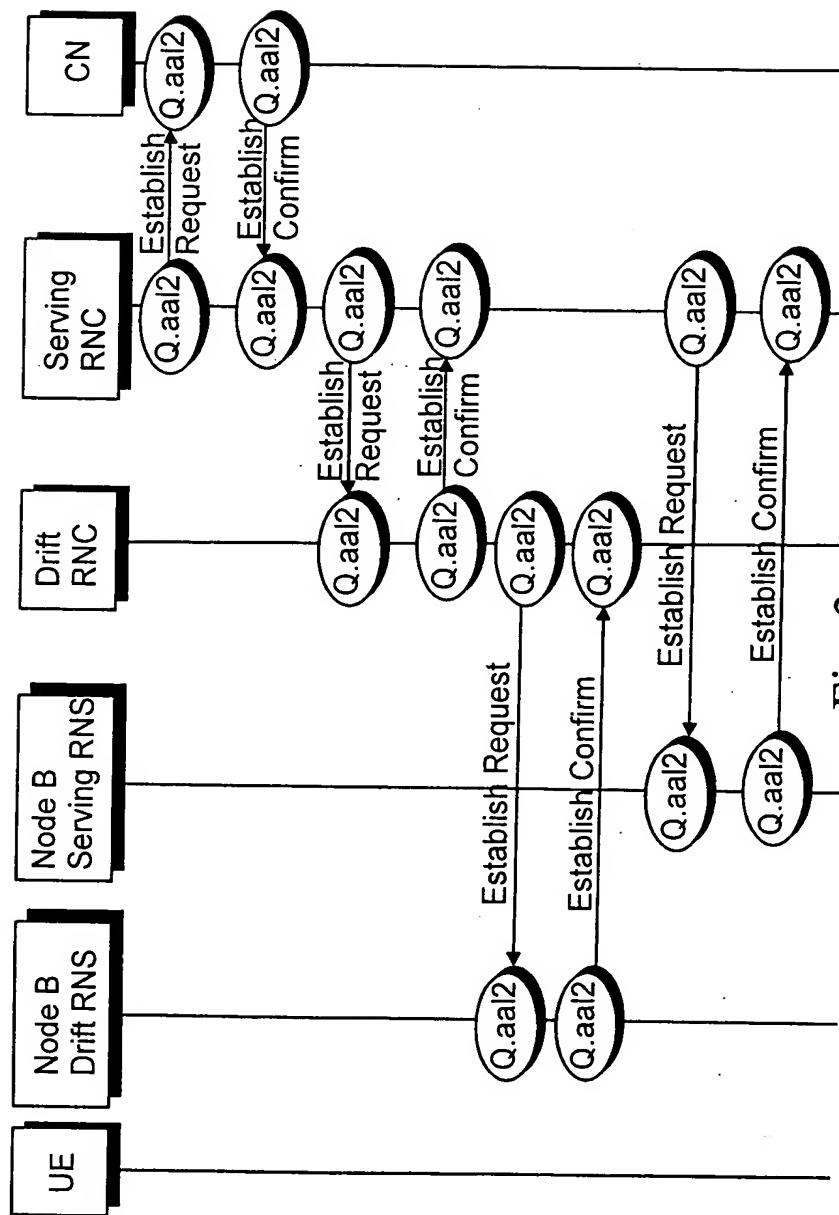 UE
Node B
Drift RNS
Node B
Serving RNS
Drift
RNC
Serving
RNC
CN
Q.aal2
Establish
Request
Q.aal2
Q.aal2
Establish
Confirm
Q.aal2
Q.aal2
Establish
Request
Q.aal2
Q.aal2
Establish
Confirm
Q.aal2
Q.aal2
Establish Request
Q.aal2
Q.aal2
Establish Confirm
Q.aal2
Q.aal2
Establish Request
Q.aal2
Q.aal2
Establish Confirm
Q.aal2